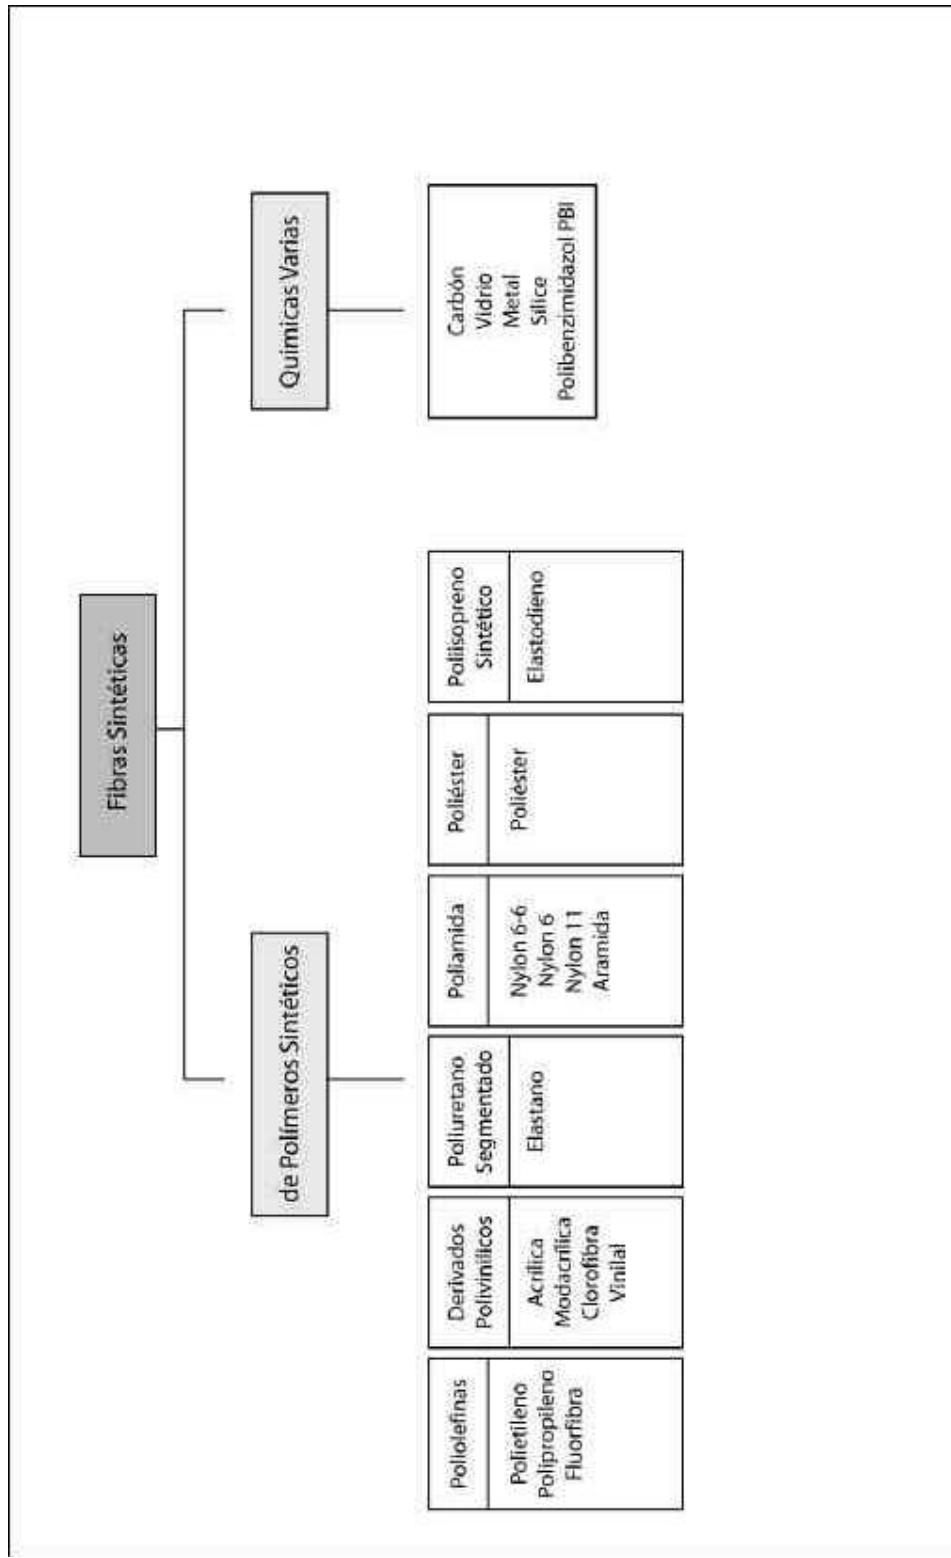 Fibras Sintéticas
de Polímeros Sintéticos
Quimicas Varias
Poliolefinas
Polietileno
Polipropileno
Fluorfibra
Derivados
Polivinilicos
Acrílica
Modacrílica
Clorofibra
Vinilal
Poliuretano
Segmentado
Elastano
Poliamida
Nylon 6-6
Nylon 6
Nylon 11
Aramida
Poliéster
Poliéster
Poliisopreno
Sintético
Elastodieno
Carbón
Vidrio
Metal
Sílice
Polibenzimidazol PBI